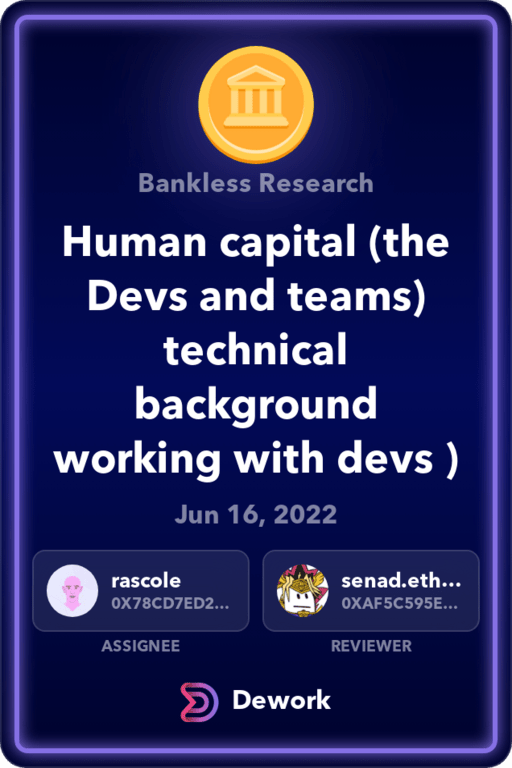 Bankless Research
Human capital (the
Devs and teams)
technical
background
working with devs )
Jun 16, 2022
rascole
0X78CD7ED2...
senad.eth...
0XAF5C595E...
ASSIGNEE
REVIEWER
Dework